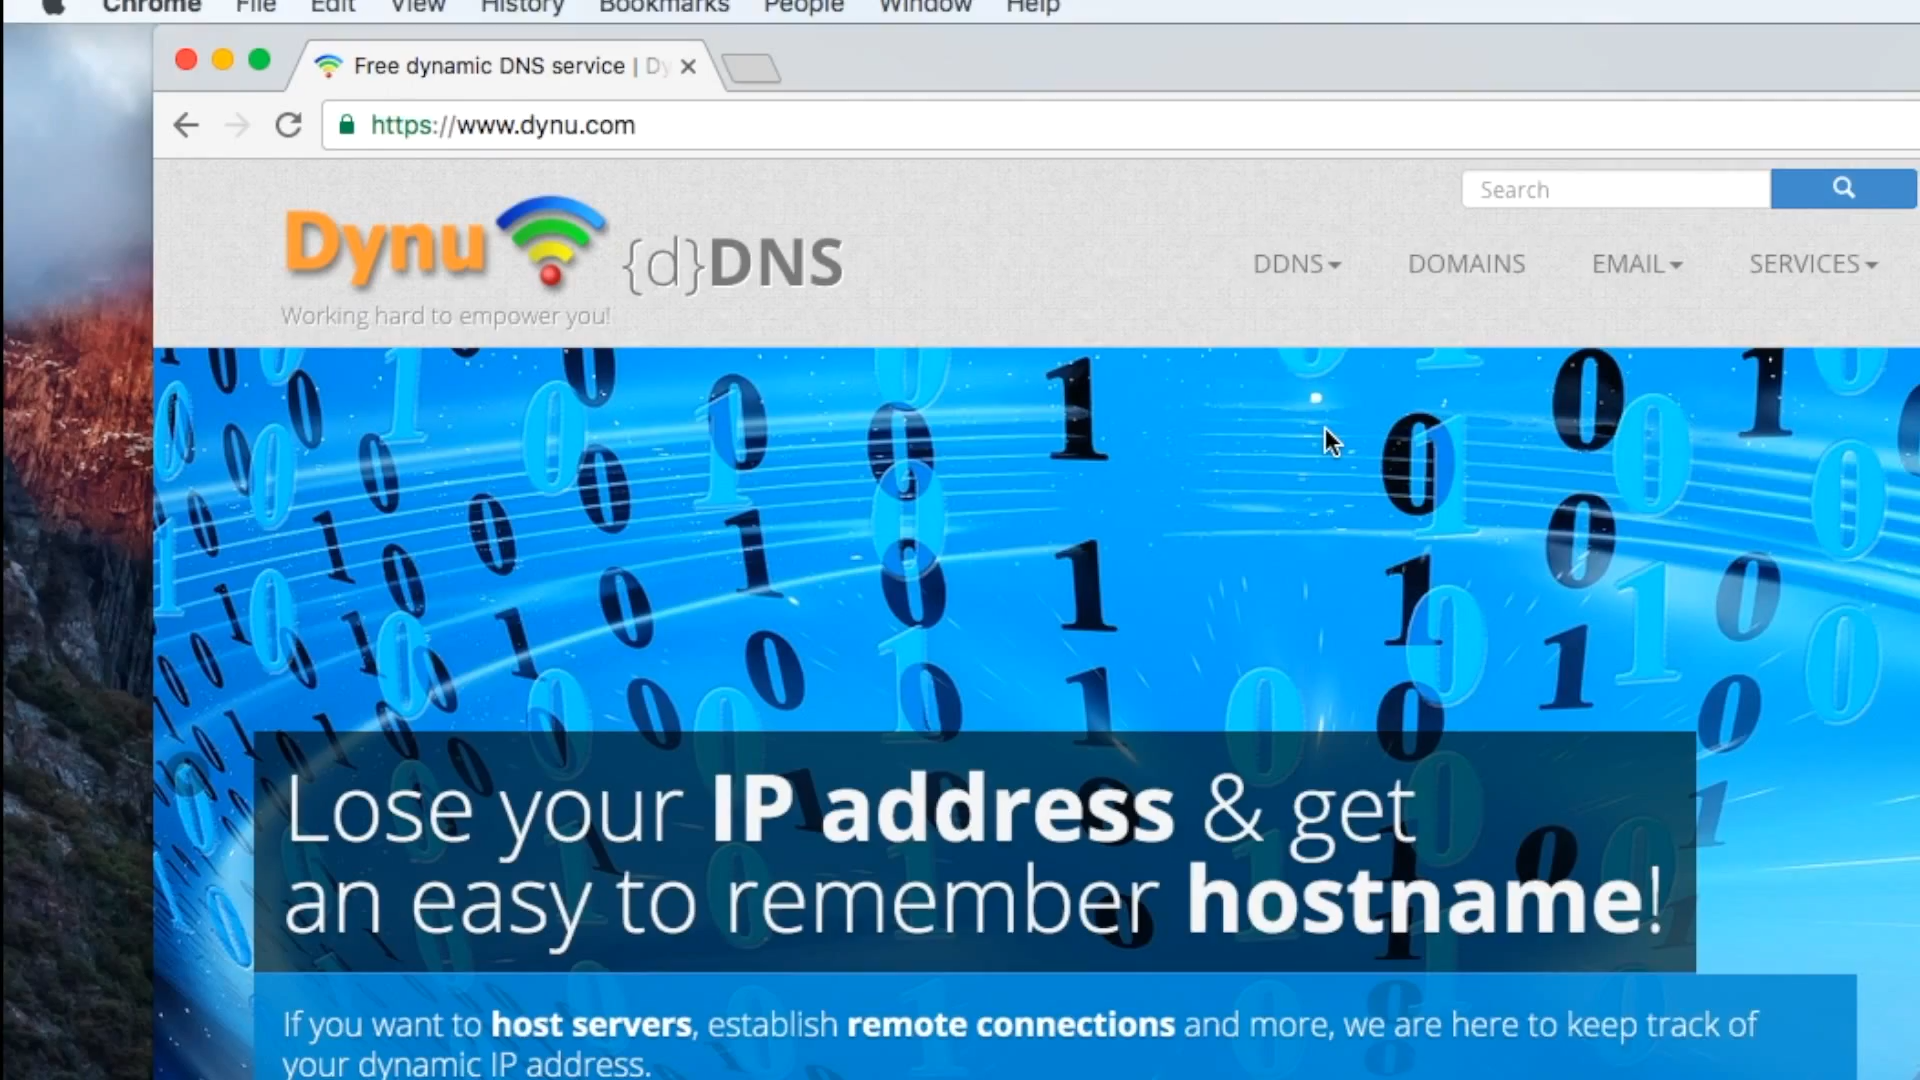 Chrome File Edit View History Bookmarks People Window Help
Free dynamic DNS service | Dy
https://www.dynu.com
Search
Dynu {d}DNS
Working hard to empower you!
DDNS DOMAINS EMAIL SERVICES
Lose your IP address & get
an easy to remember hostname!
If you want to host servers, establish remote connections and more, we are here to keep track of
your dynamic IP address.